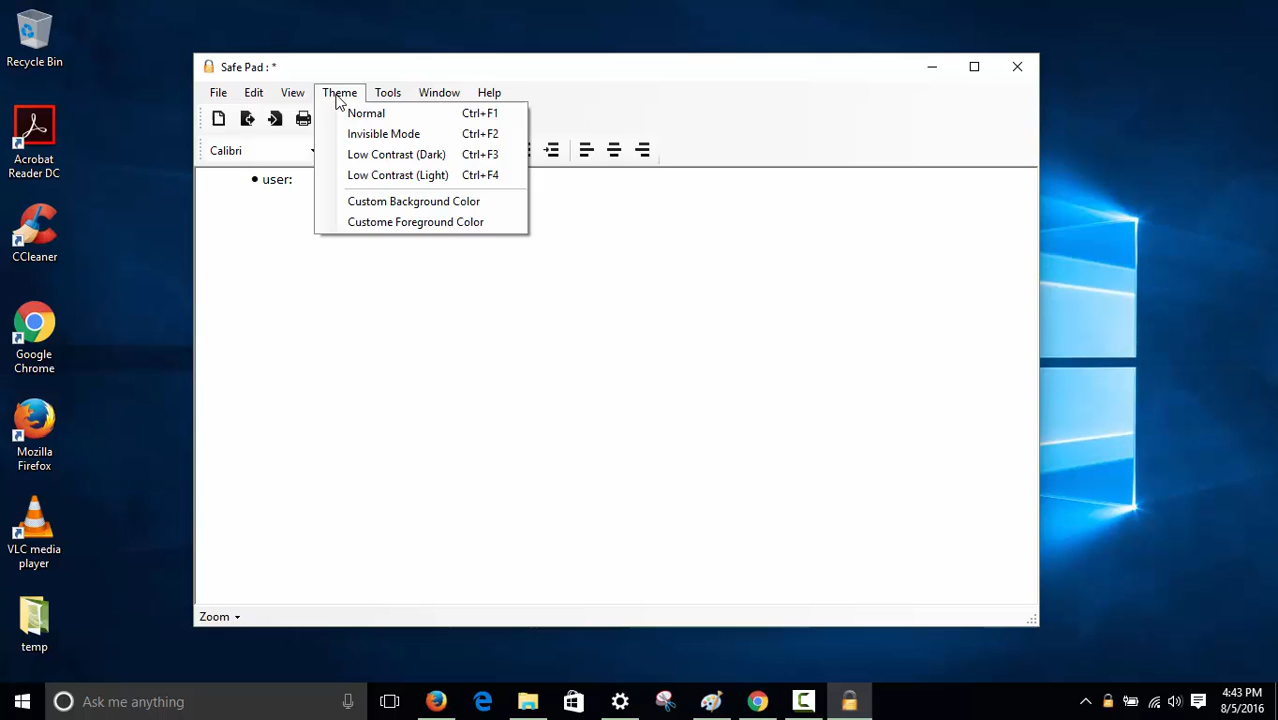 Recycle Bin
Acrobat
Reader DC
CCleaner
Google
Chrome
Mozilla
Firefox
VLC media
player
temp
Safe Pad : *
File Edit View Theme Tools Window Help
Normal Ctrl+F1
Invisible Mode Ctrl+F2
Low Contrast (Dark) Ctrl+F3
Low Contrast (Light) Ctrl+F4
Custom Background Color
Custome Foreground Color
Calibri
• user:
Zoom
Ask me anything
4:43 PM
8/5/2016